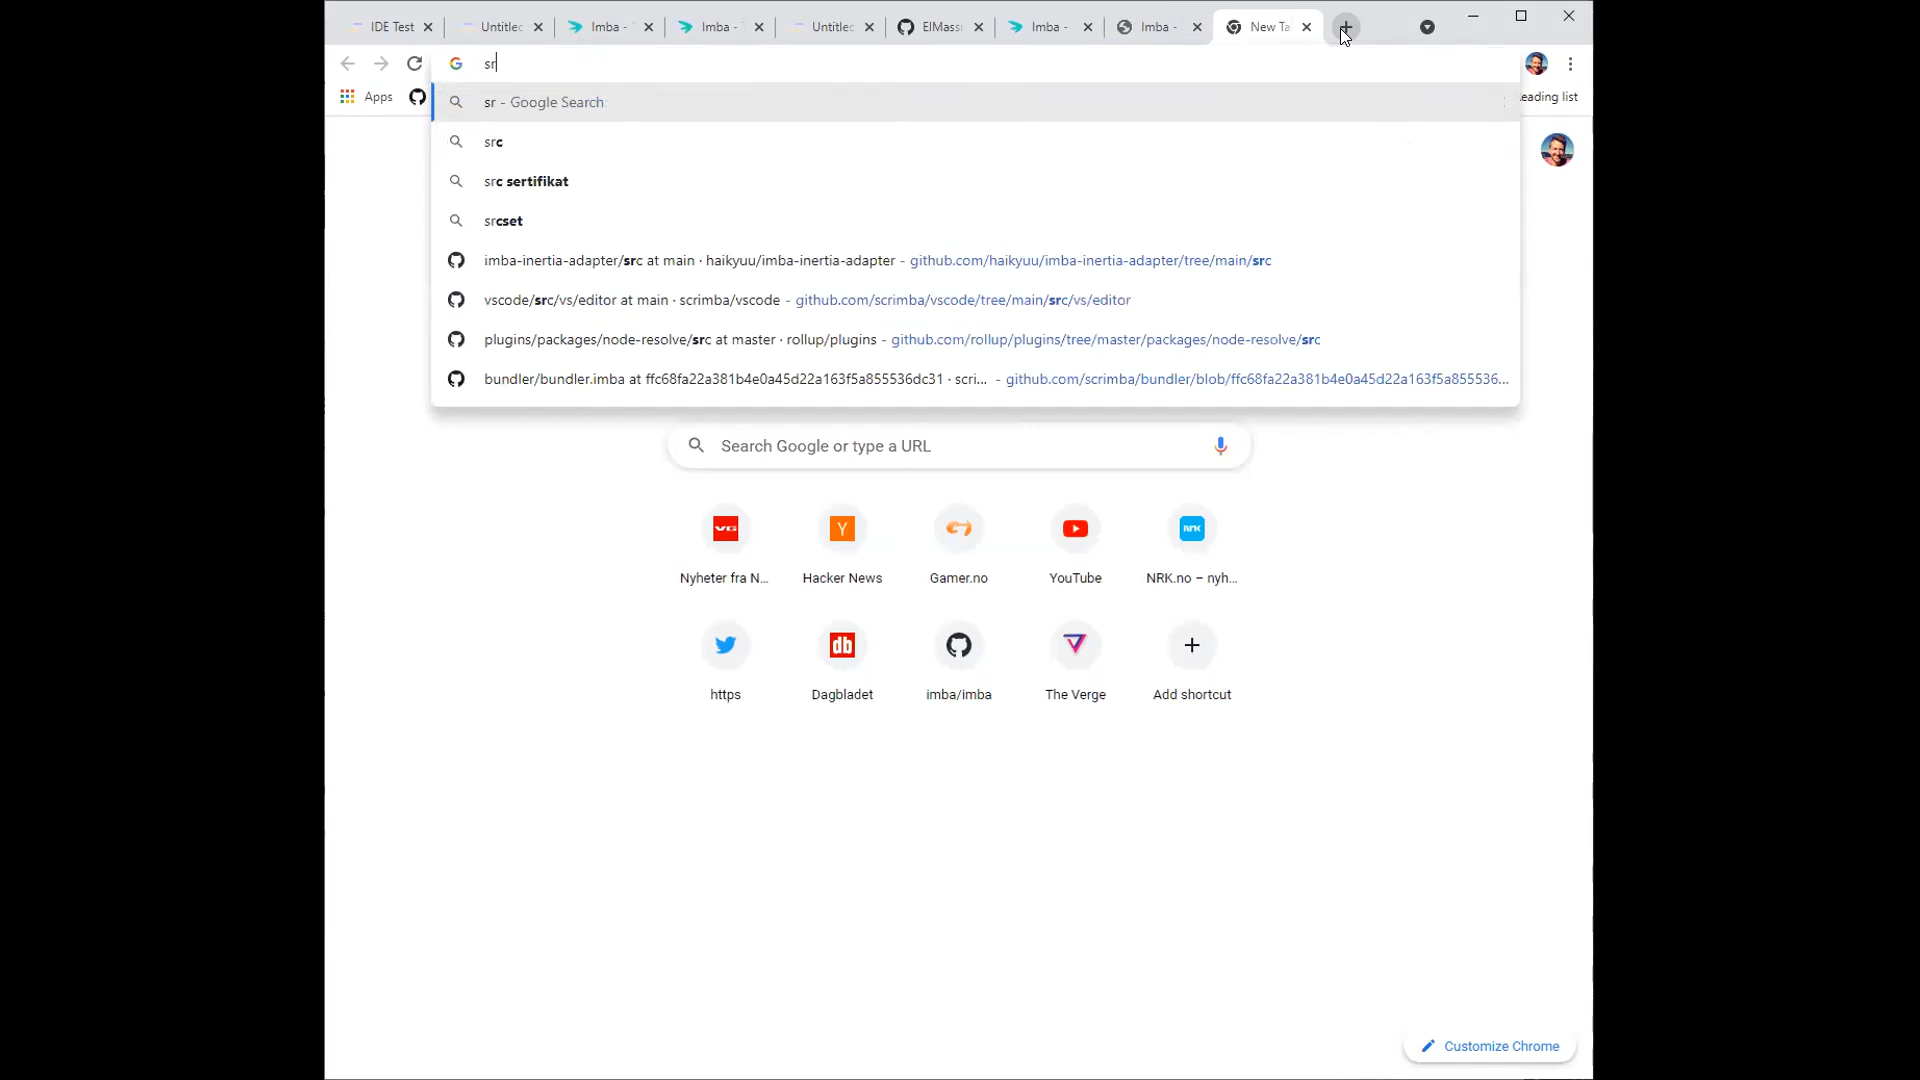 IDE Test
Untitlec
Imba -
Imba -
Untitlec
ElMass
Imba -
Imba -
New Ta
sr
Apps
eading list
sr - Google Search
src
src sertifikat
srcset
imba-inertia-adapter/src at main · haikyuu/imba-inertia-adapter - github.com/haikyuu/imba-inertia-adapter/tree/main/src
vscode/src/vs/editor at main · scrimba/vscode - github.com/scrimba/vscode/tree/main/src/vs/editor
plugins/packages/node-resolve/src at master · rollup/plugins - github.com/rollup/plugins/tree/master/packages/node-resolve/src
bundler/bundler.imba at ffc68fa22a381b4e0a45d22a163f5a855536dc31 · scri... - github.com/scrimba/bundler/blob/ffc68fa22a381b4e0a45d22a163f5a855536...
Search Google or type a URL
VG
Nyheter fra N...
Hacker News
Gamer.no
YouTube
NRK
NRK.no – nyh...
https
db
Dagbladet
imba/imba
The Verge
Add shortcut
Customize Chrome